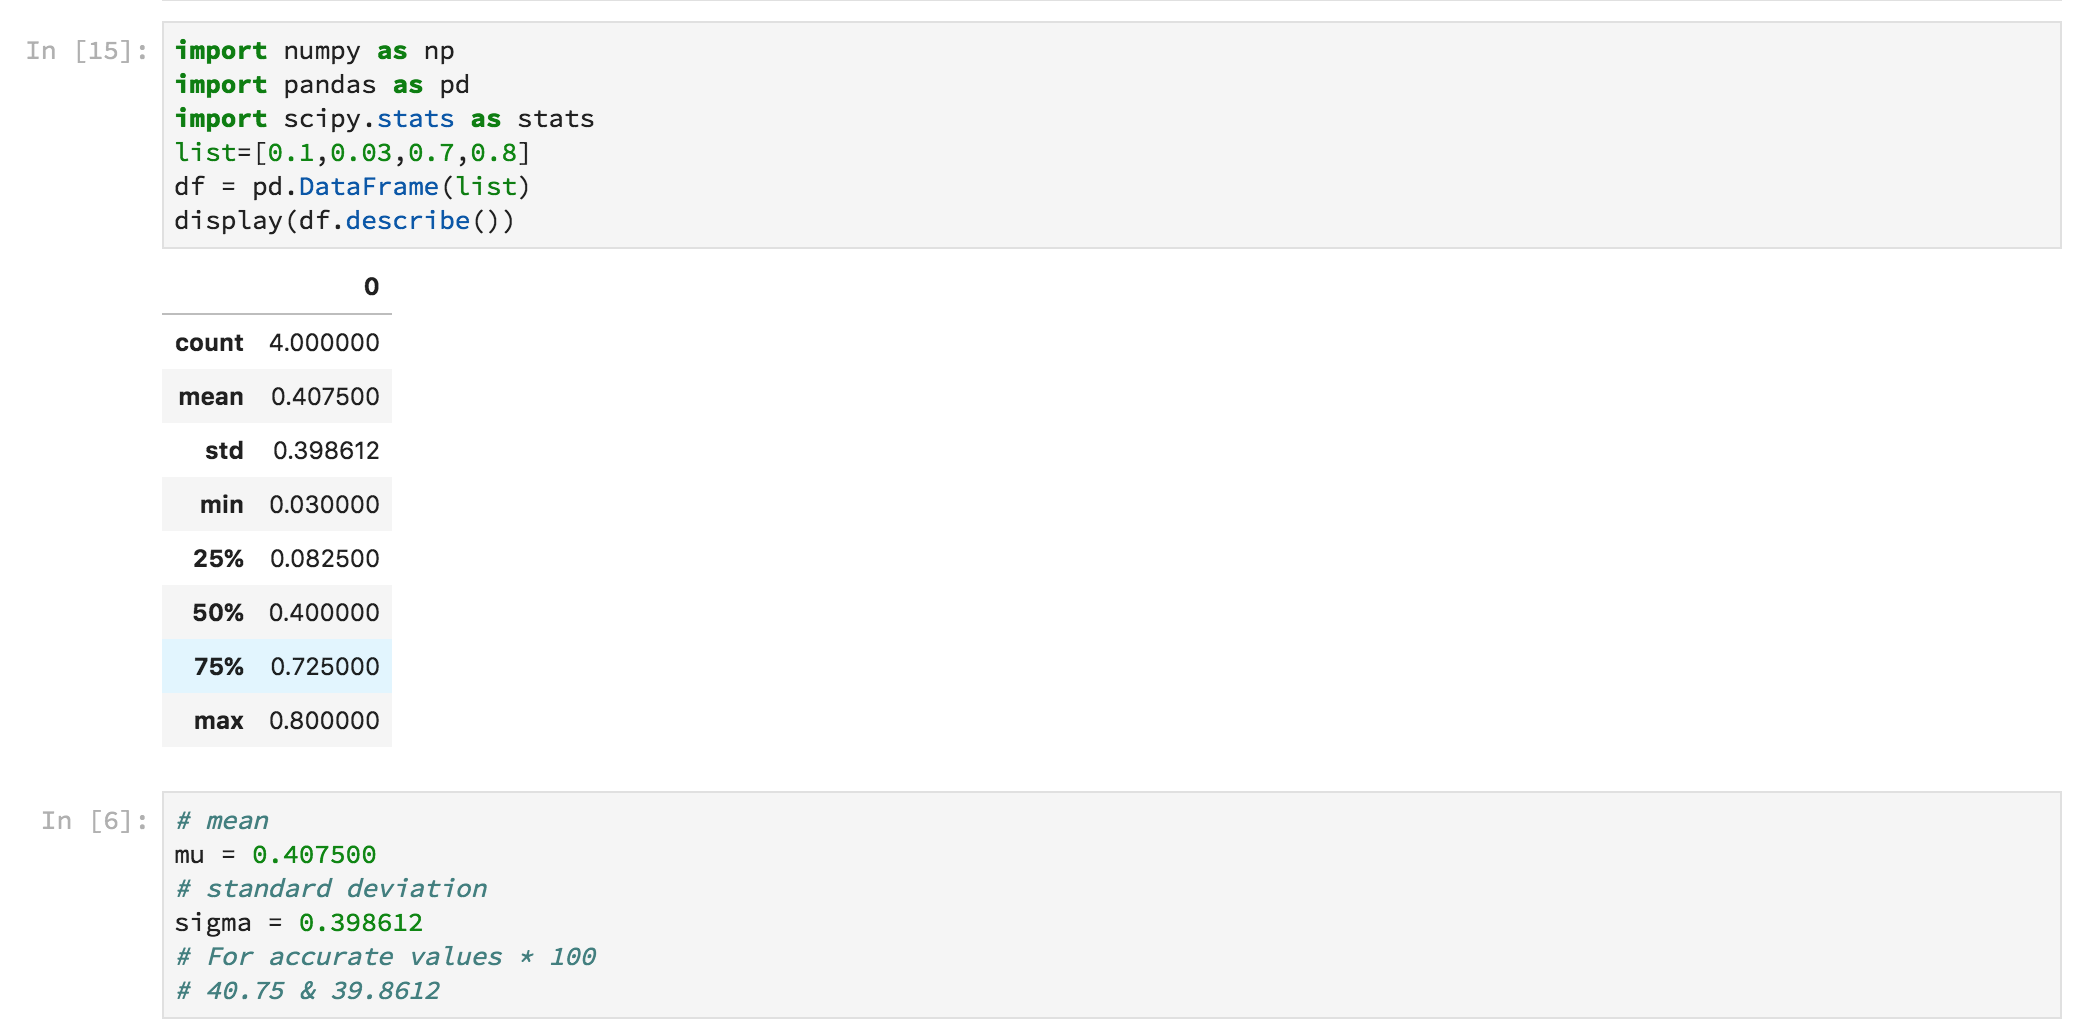 In [15]:
import numpy as np
import pandas as pd
import scipy.stats as stats
list=[0.1,0.03,0.7,0.8]
df = pd.DataFrame(list)
display(df.describe())
0
count 4.000000
mean 0.407500
std 0.398612
min 0.030000
25% 0.082500
50% 0.400000
75% 0.725000
max 0.800000
In [6]:
# mean
mu = 0.407500
# standard deviation
sigma = 0.398612
# For accurate values * 100
# 40.75 & 39.8612